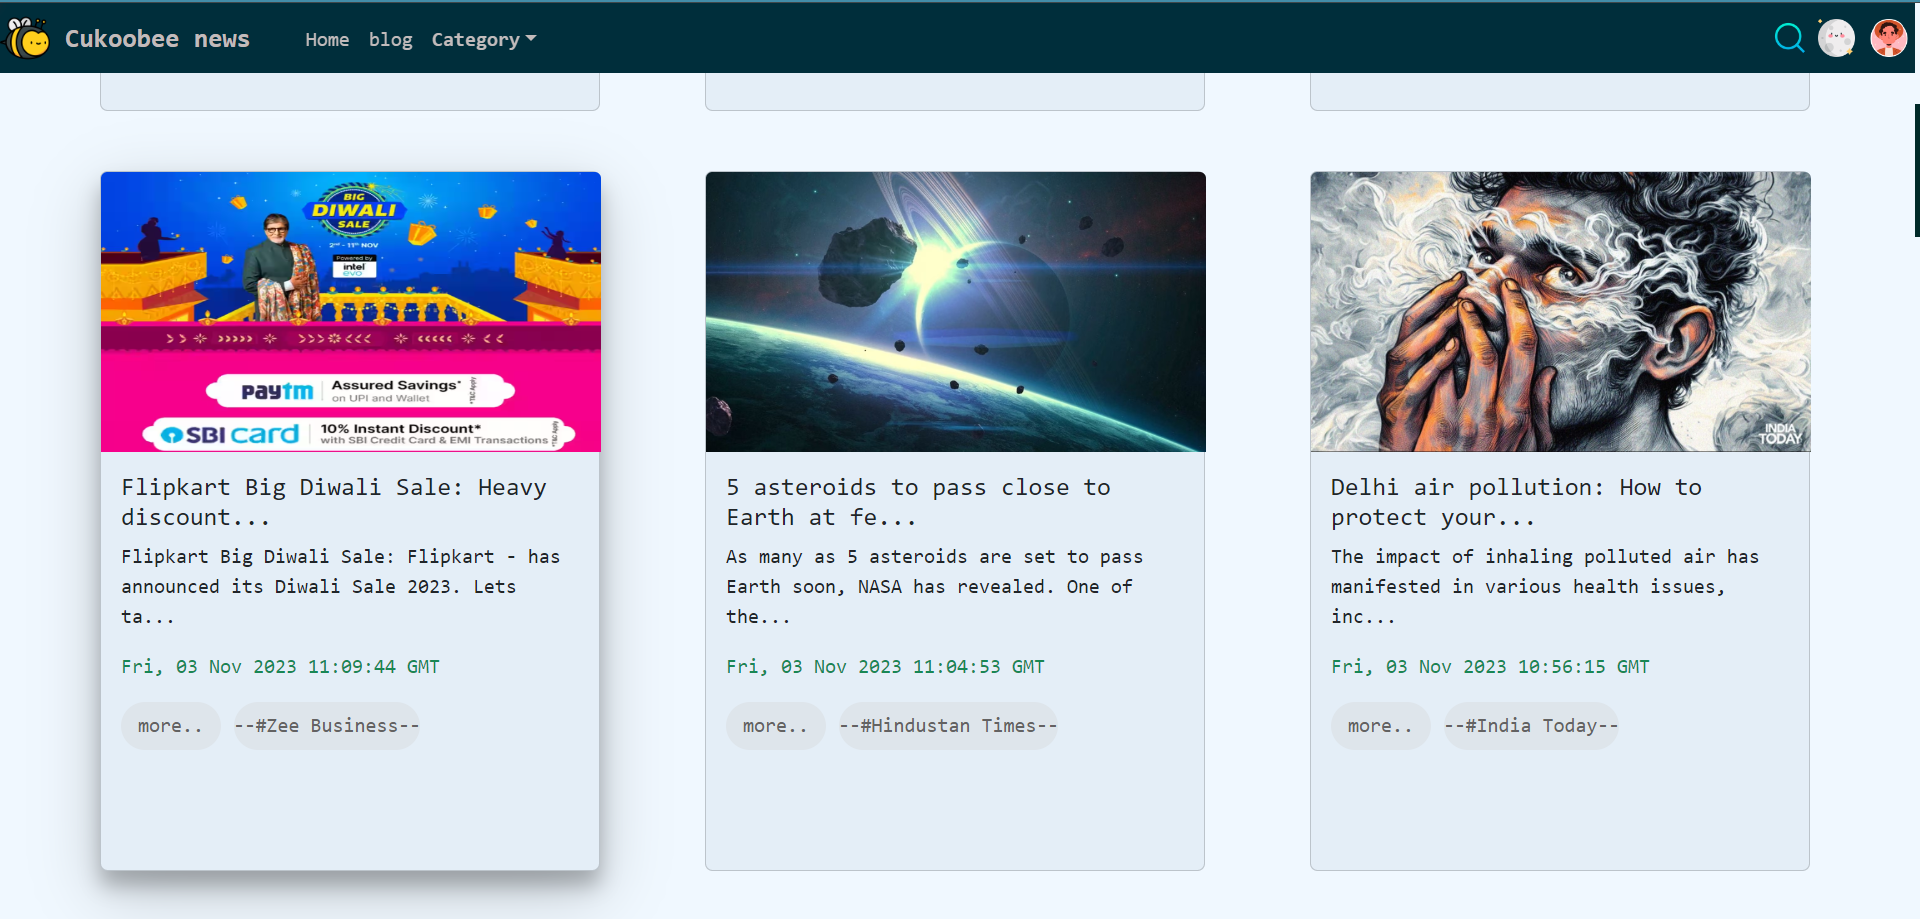 Cukoobee news
Home blog Category
BIG
DIWALI
SALE
2nd - 11th NOV
Powered by
intel
evo
paytm Assured Savings*
on UPI and Wallet
*T&C Apply
SBI card 10% Instant Discount*
with SBI Credit Card & EMI Transactions
*T&C Apply
Flipkart Big Diwali Sale: Heavy
discount...
Flipkart Big Diwali Sale: Flipkart - has
announced its Diwali Sale 2023. Lets
ta...
Fri, 03 Nov 2023 11:09:44 GMT
more.. --#Zee Business--
5 asteroids to pass close to
Earth at fe...
As many as 5 asteroids are set to pass
Earth soon, NASA has revealed. One of
the...
Fri, 03 Nov 2023 11:04:53 GMT
more.. --#Hindustan Times--
INDIA
TODAY
Delhi air pollution: How to
protect your...
The impact of inhaling polluted air has
manifested in various health issues,
inc...
Fri, 03 Nov 2023 10:56:15 GMT
more.. --#India Today--